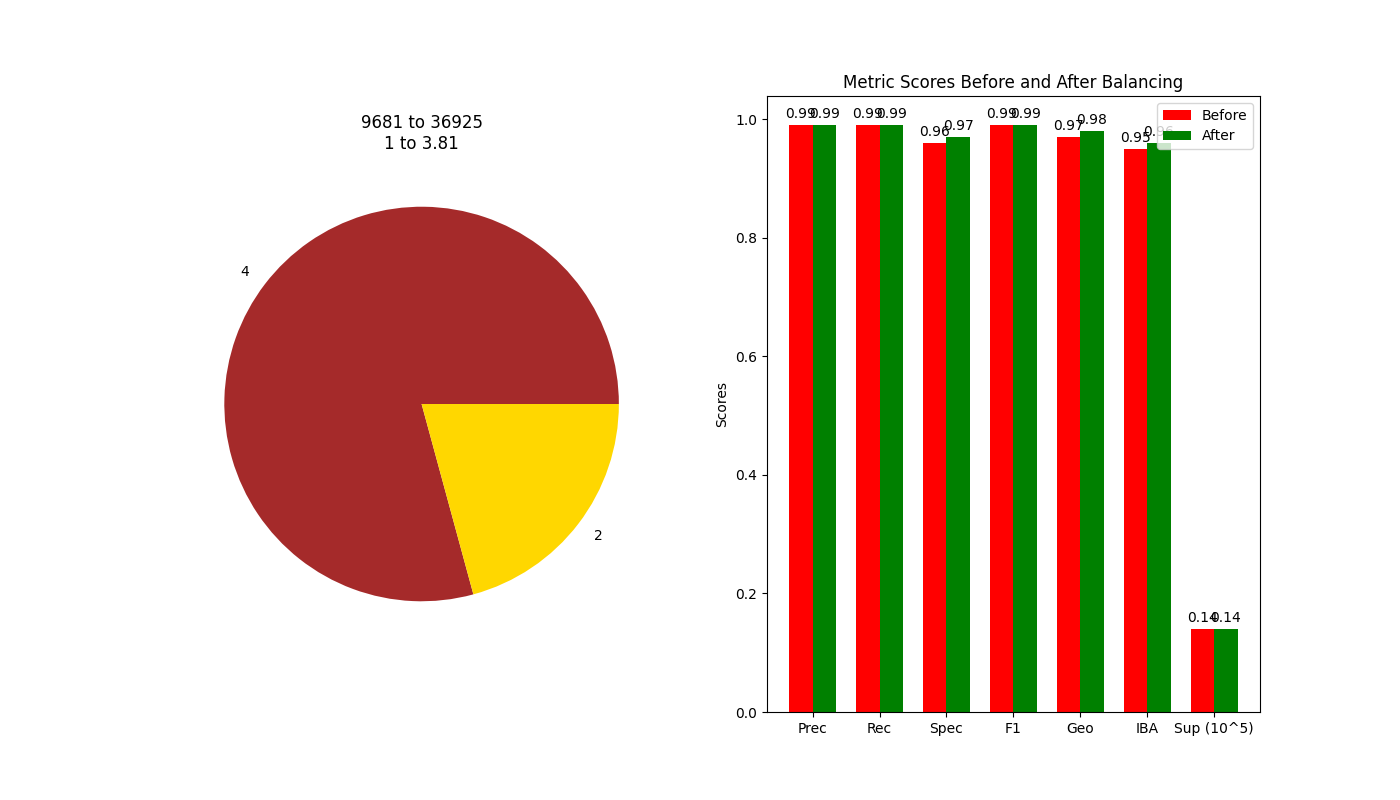 9681 to 36925
1 to 3.81
4
2
Metric Scores Before and After Balancing
Before
After
0.99 0.99 0.99 0.99 0.96 0.97 0.99 0.99 0.97 0.98 0.95 0.96 0.14 0.14
Scores
1.0
0.8
0.6
0.4
0.2
0.0
Prec Rec Spec F1 Geo IBA Sup (10^5)